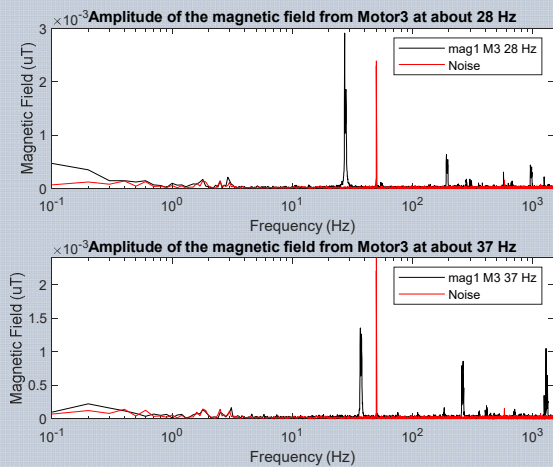 ×10⁻³ Amplitude of the magnetic field from Motor3 at about 28 Hz
3
2
1
0
Magnetic Field (uT)
mag1 M3 28 Hz
Noise
10⁻¹ 10⁰ 10¹ 10² 10³
Frequency (Hz)
×10⁻³ Amplitude of the magnetic field from Motor3 at about 37 Hz
2
1.5
1
0.5
0
Magnetic Field (uT)
mag1 M3 37 Hz
Noise
10⁻¹ 10⁰ 10¹ 10² 10³
Frequency (Hz)